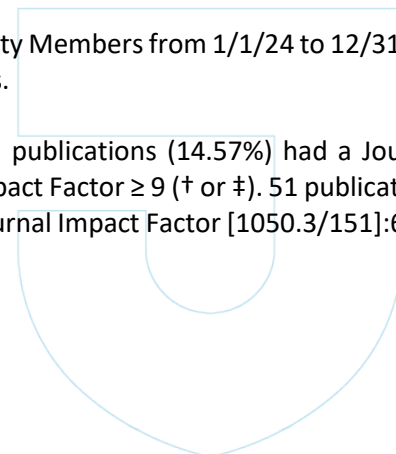 ty Members from 1/1/24 to 12/31
s.
publications (14.57%) had a Jou
pact Factor ≥ 9 († or ‡). 51 publicat
urnal Impact Factor [1050.3/151]:6